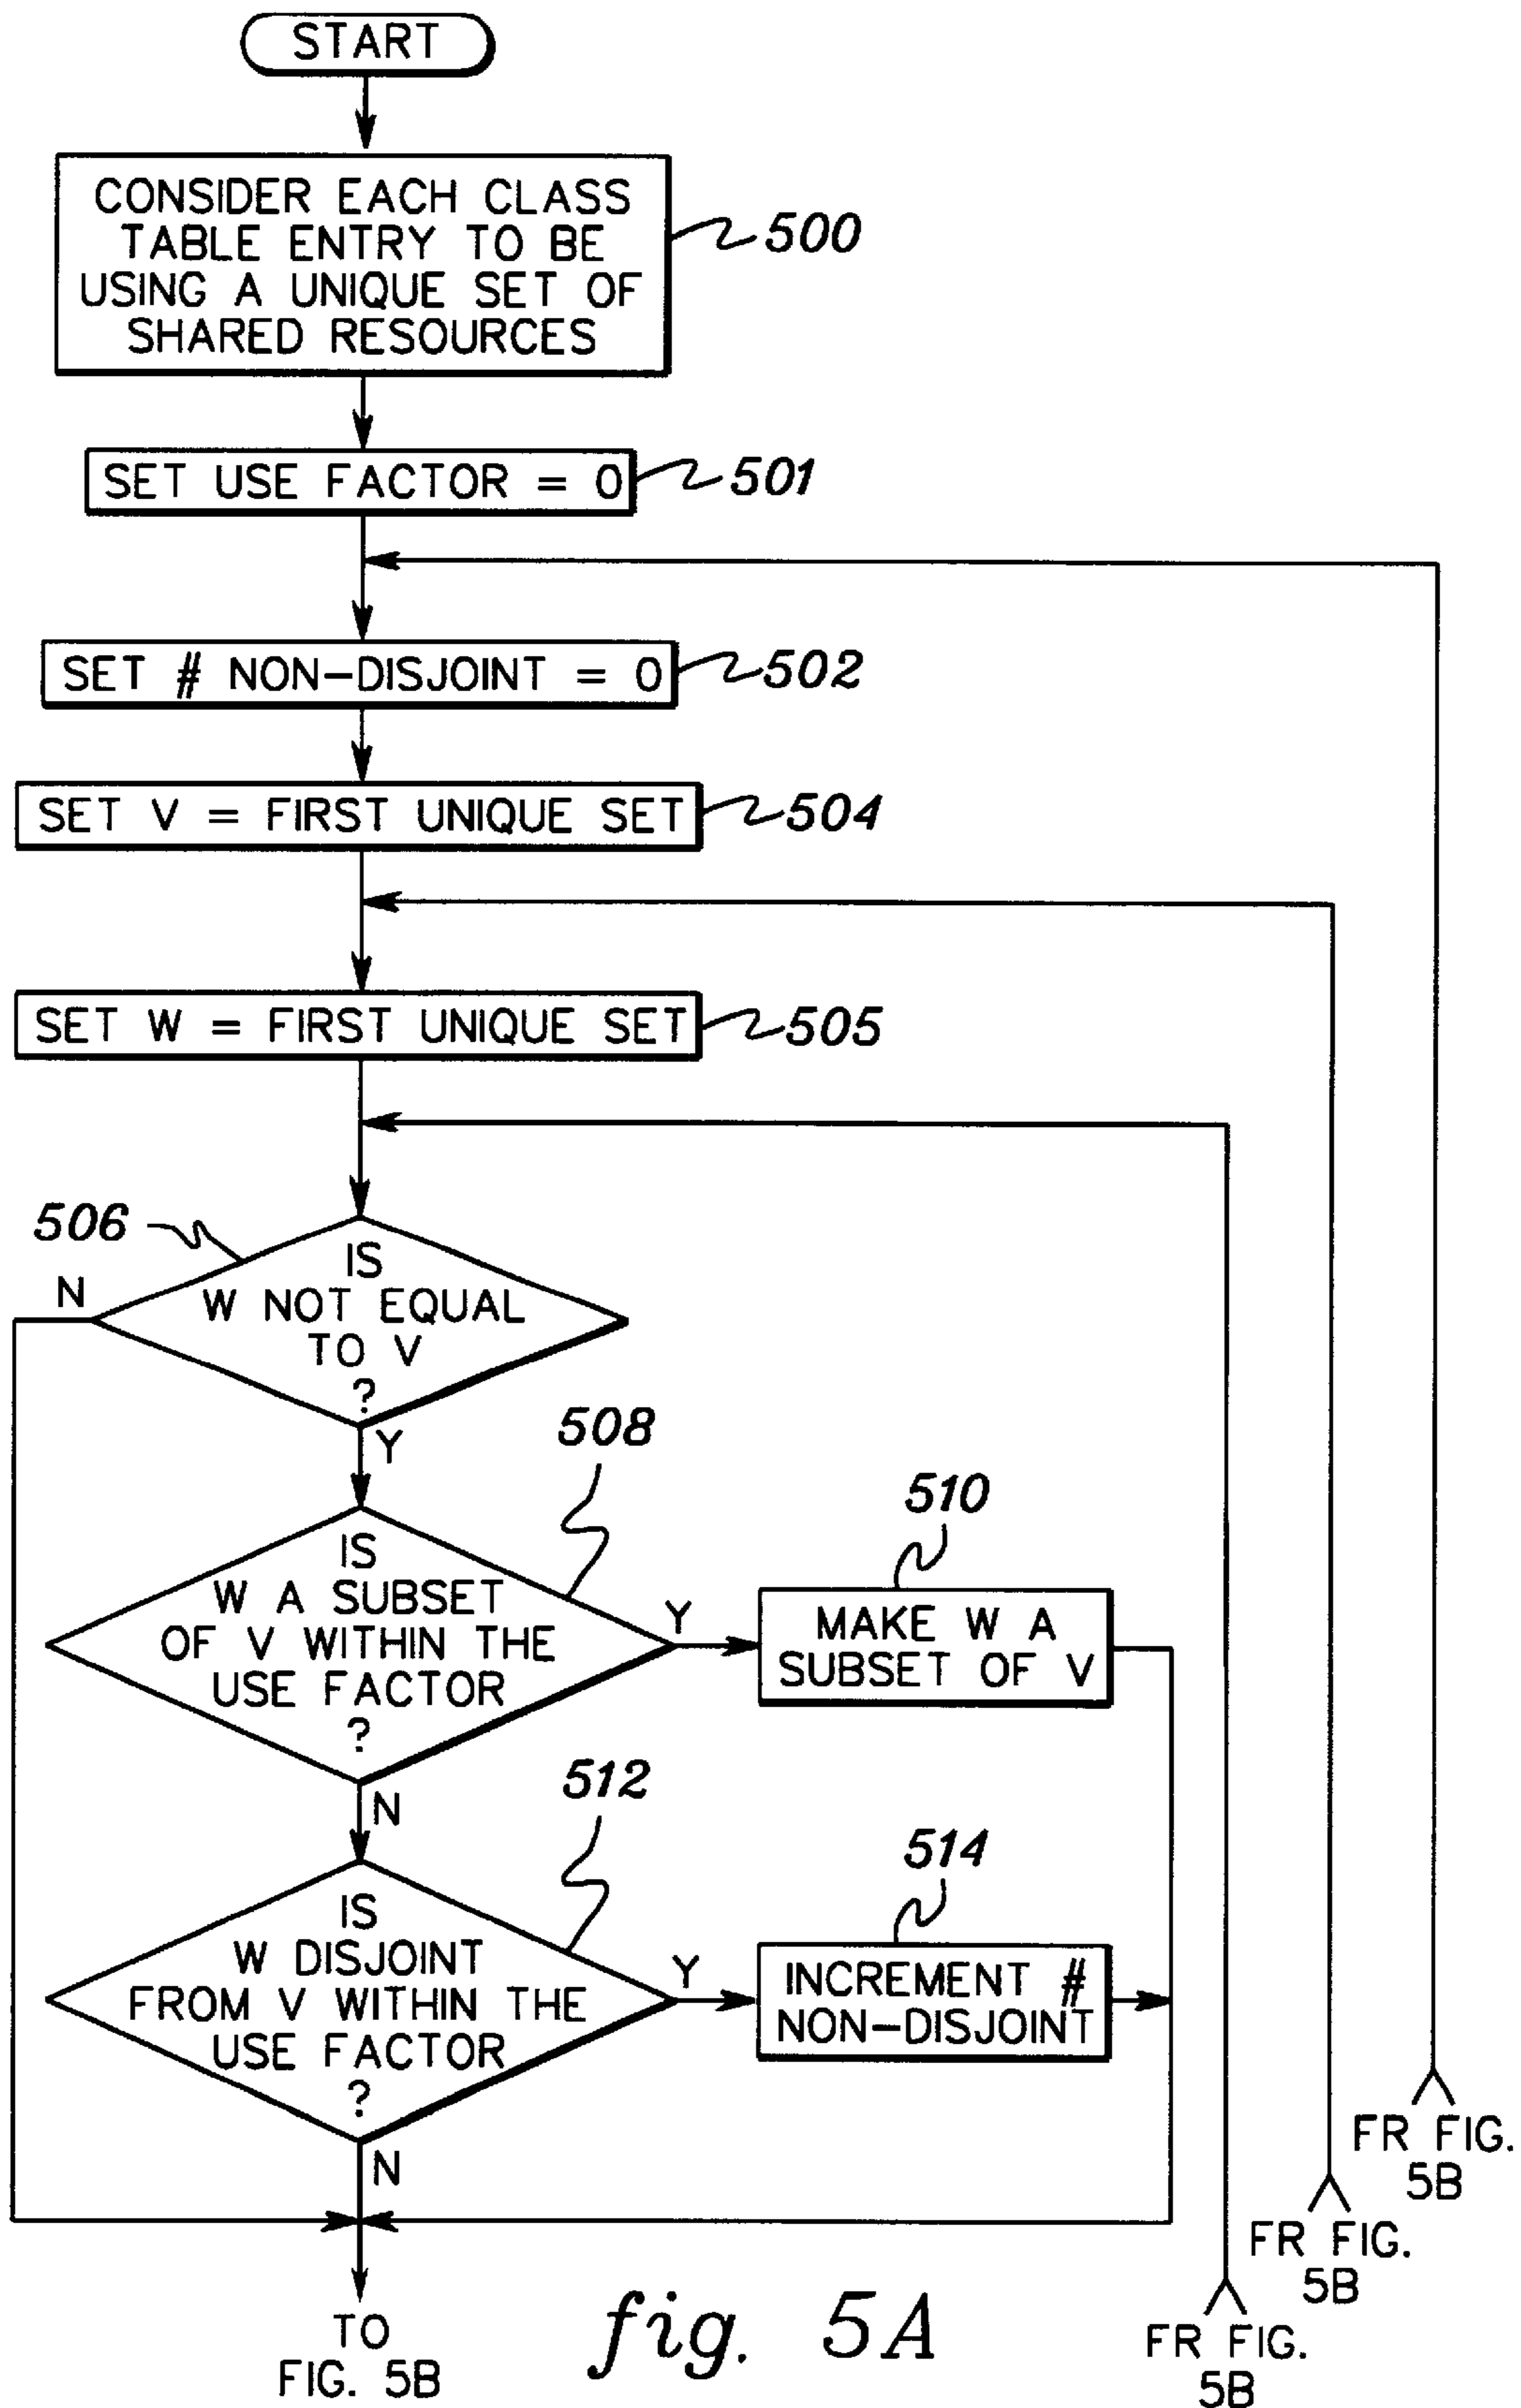 START
CONSIDER EACH CLASS
TABLE ENTRY TO BE
USING A UNIQUE SET OF
SHARED RESOURCES
500
SET USE FACTOR = 0
501
SET # NON-DISJOINT = 0
502
SET V = FIRST UNIQUE SET
504
SET W = FIRST UNIQUE SET
505
506
N
IS
W NOT EQUAL
TO V
?
Y
508
IS
W A SUBSET
OF V WITHIN THE
USE FACTOR
?
Y
510
MAKE W A
SUBSET OF V
N
512
IS
W DISJOINT
FROM V WITHIN THE
USE FACTOR
?
Y
514
INCREMENT #
NON-DISJOINT
N
FR FIG.
5B
FR FIG.
5B
FR FIG.
5B
TO
FIG. 5B
fig. 5A